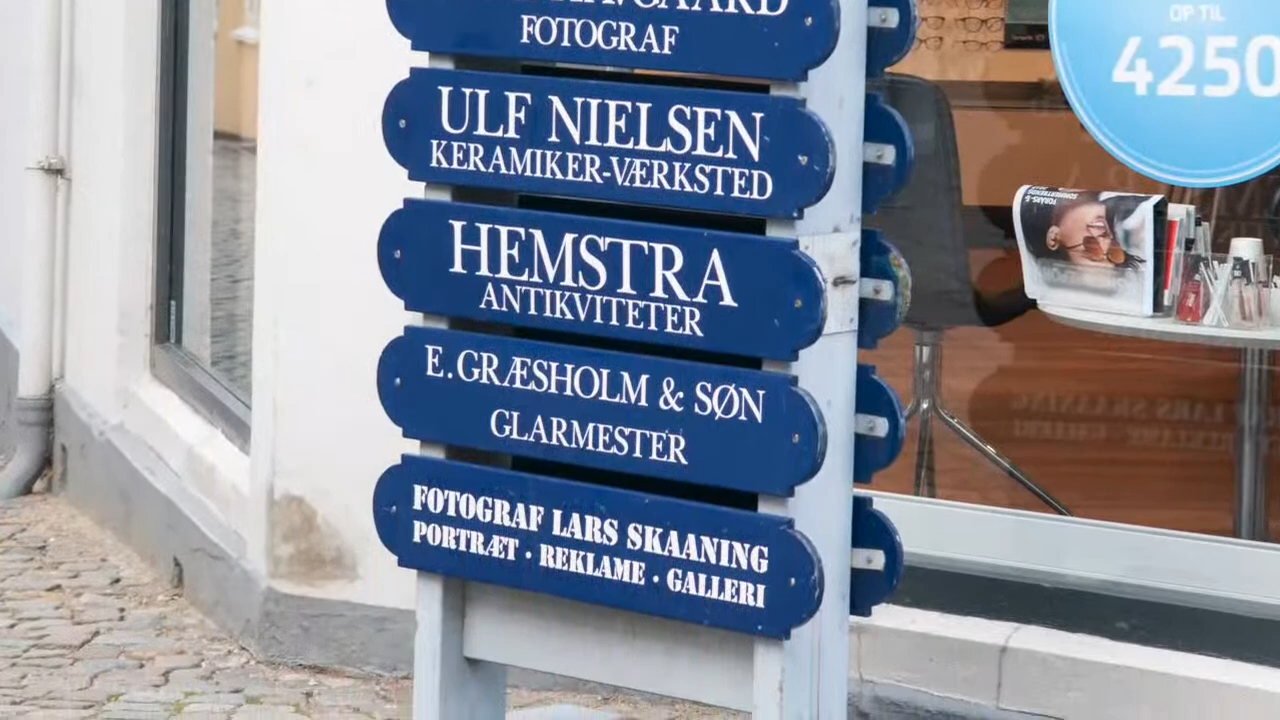 FOTOGRAF
ULF NIELSEN
KERAMIKER-VÆRKSTED
HEMSTRA
ANTIKVITETER
E. GRÆSHOLM & SØN
GLARMESTER
FOTOGRAF LARS SKAANING
PORTRÆT · REKLAME · GALLERI
OP TIL
4250